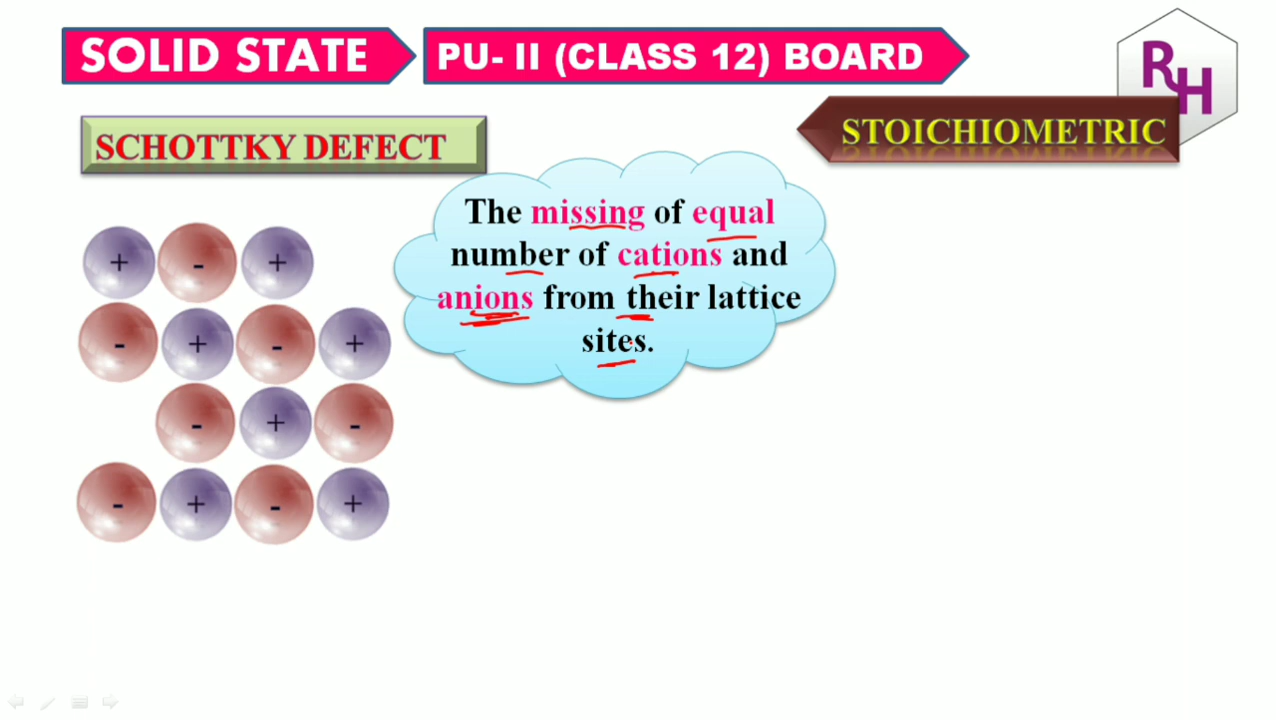 SOLID STATE
PU- II (CLASS 12) BOARD
RH
SCHOTTKY DEFECT
STOICHIOMETRIC
The missing of equal
number of cations and
anions from their lattice
sites.
+ - +
- + - +
- + -
- + - +